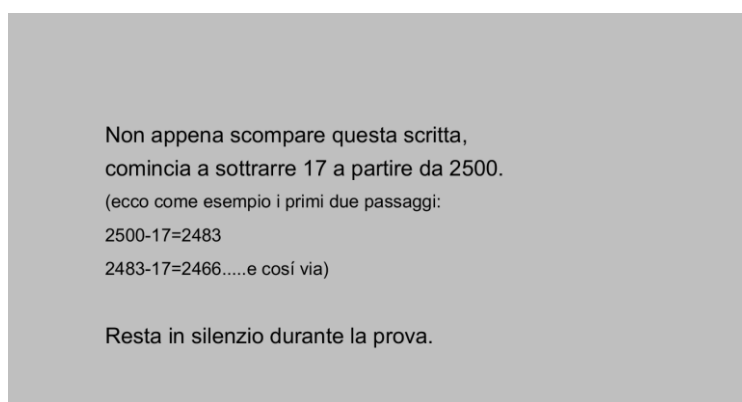 Non appena scompare questa scritta,
comincia a sottrarre 17 a partire da 2500.
(ecco come esempio i primi due passaggi:
2500-17=2483
2483-17=2466.....e cosí via)
Resta in silenzio durante la prova.